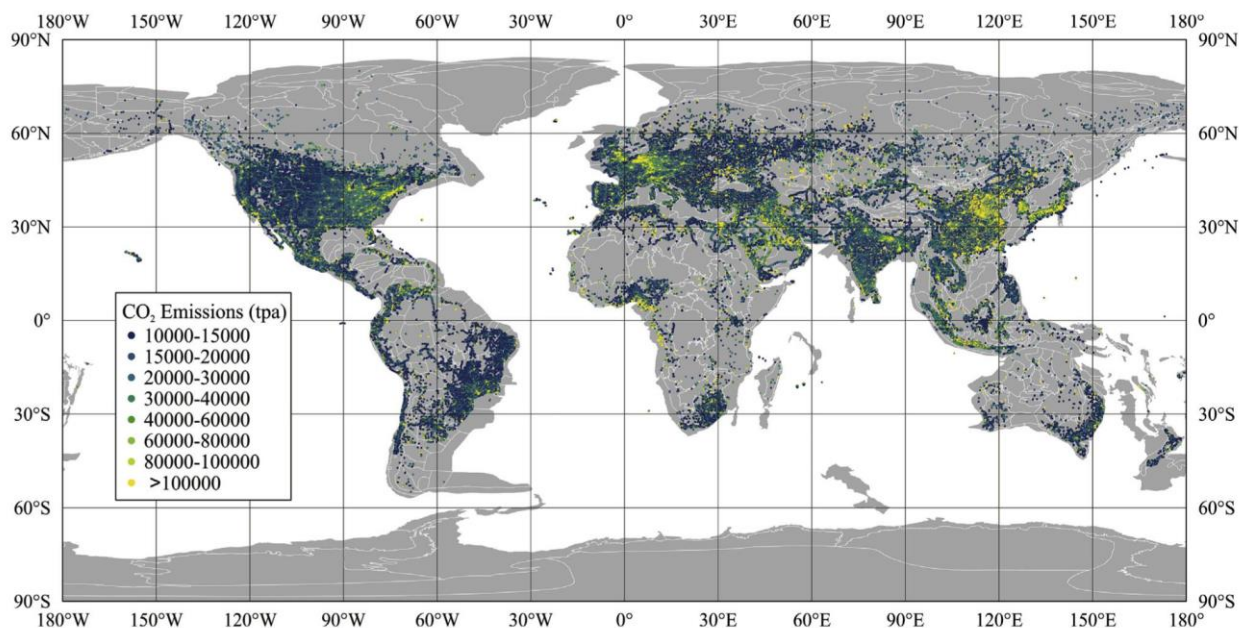 180°W 150°W 120°W 90°W 60°W 30°W 0° 30°E 60°E 90°E 120°E 150°E 180°
90°N 90°N
60°N 60°N
30°N 30°N
CO₂ Emissions (tpa)
0° 0°
10000-15000
15000-20000
20000-30000
30000-40000
30°S 30°S
40000-60000
60000-80000
80000-100000
>100000
60°S 60°S
90°S 90°S
180°W 150°W 120°W 90°W 60°W 30°W 0° 30°E 60°E 90°E 120°E 150°E 180°